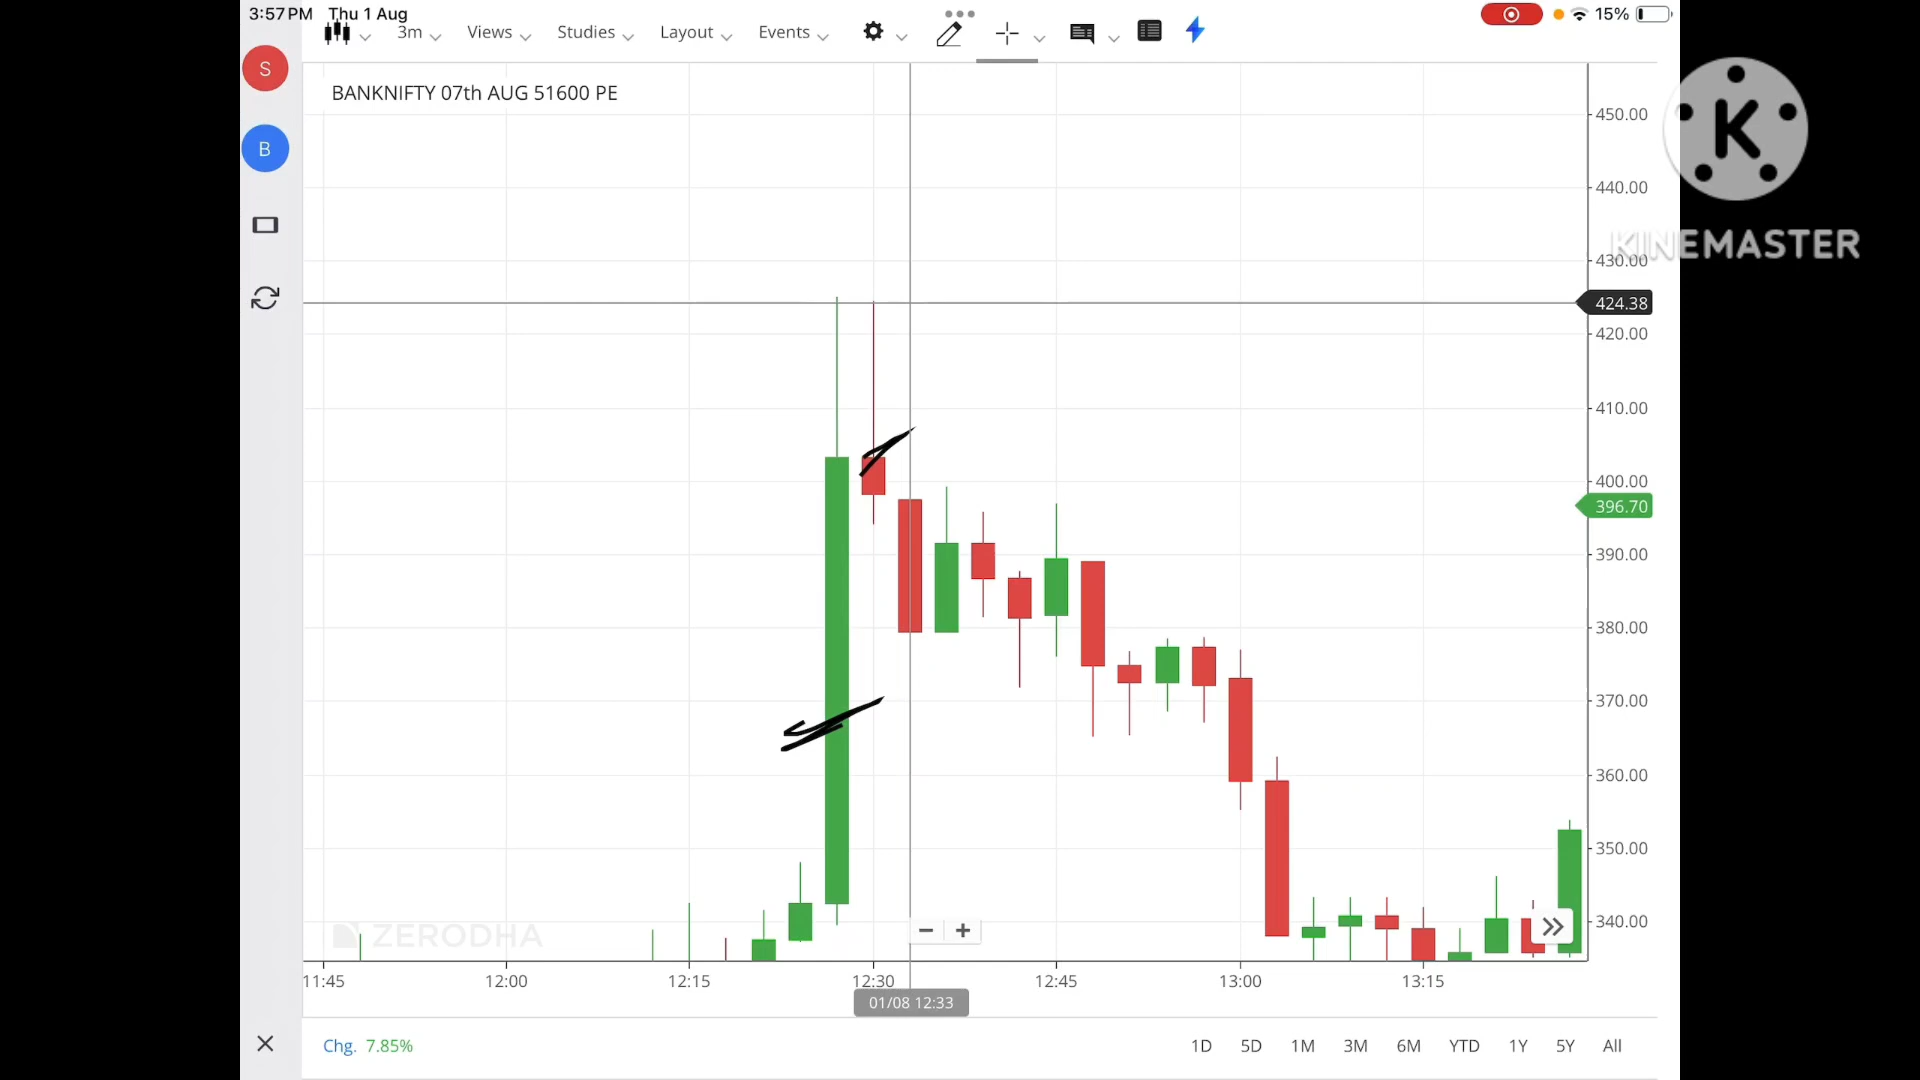 3:57PM Thu 1 Aug
15%
3m Views Studies Layout Events
S
B
BANKNIFTY 07th AUG 51600 PE
K
KINEMASTER
450.00
440.00
430.00
424.38
420.00
410.00
400.00
396.70
390.00
380.00
370.00
360.00
350.00
340.00
ZERODHA
− +
11:45 12:00 12:15 12:30 12:45 13:00 13:15
01/08 12:33
Chg. 7.85%
1D 5D 1M 3M 6M YTD 1Y 5Y All